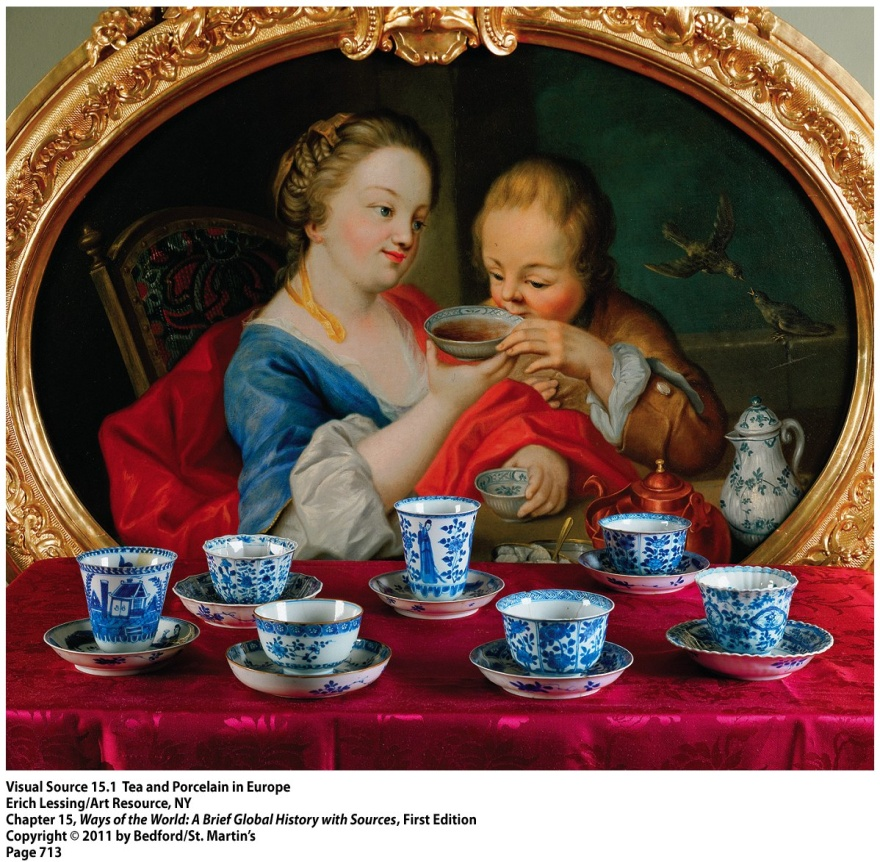 Visual Source 15.1 Tea and Porcelain in Europe
Erich Lessing/Art Resource, NY
Chapter 15, Ways of the World: A Brief Global History with Sources, First Edition
Copyright © 2011 by Bedford/St. Martin's
Page 713